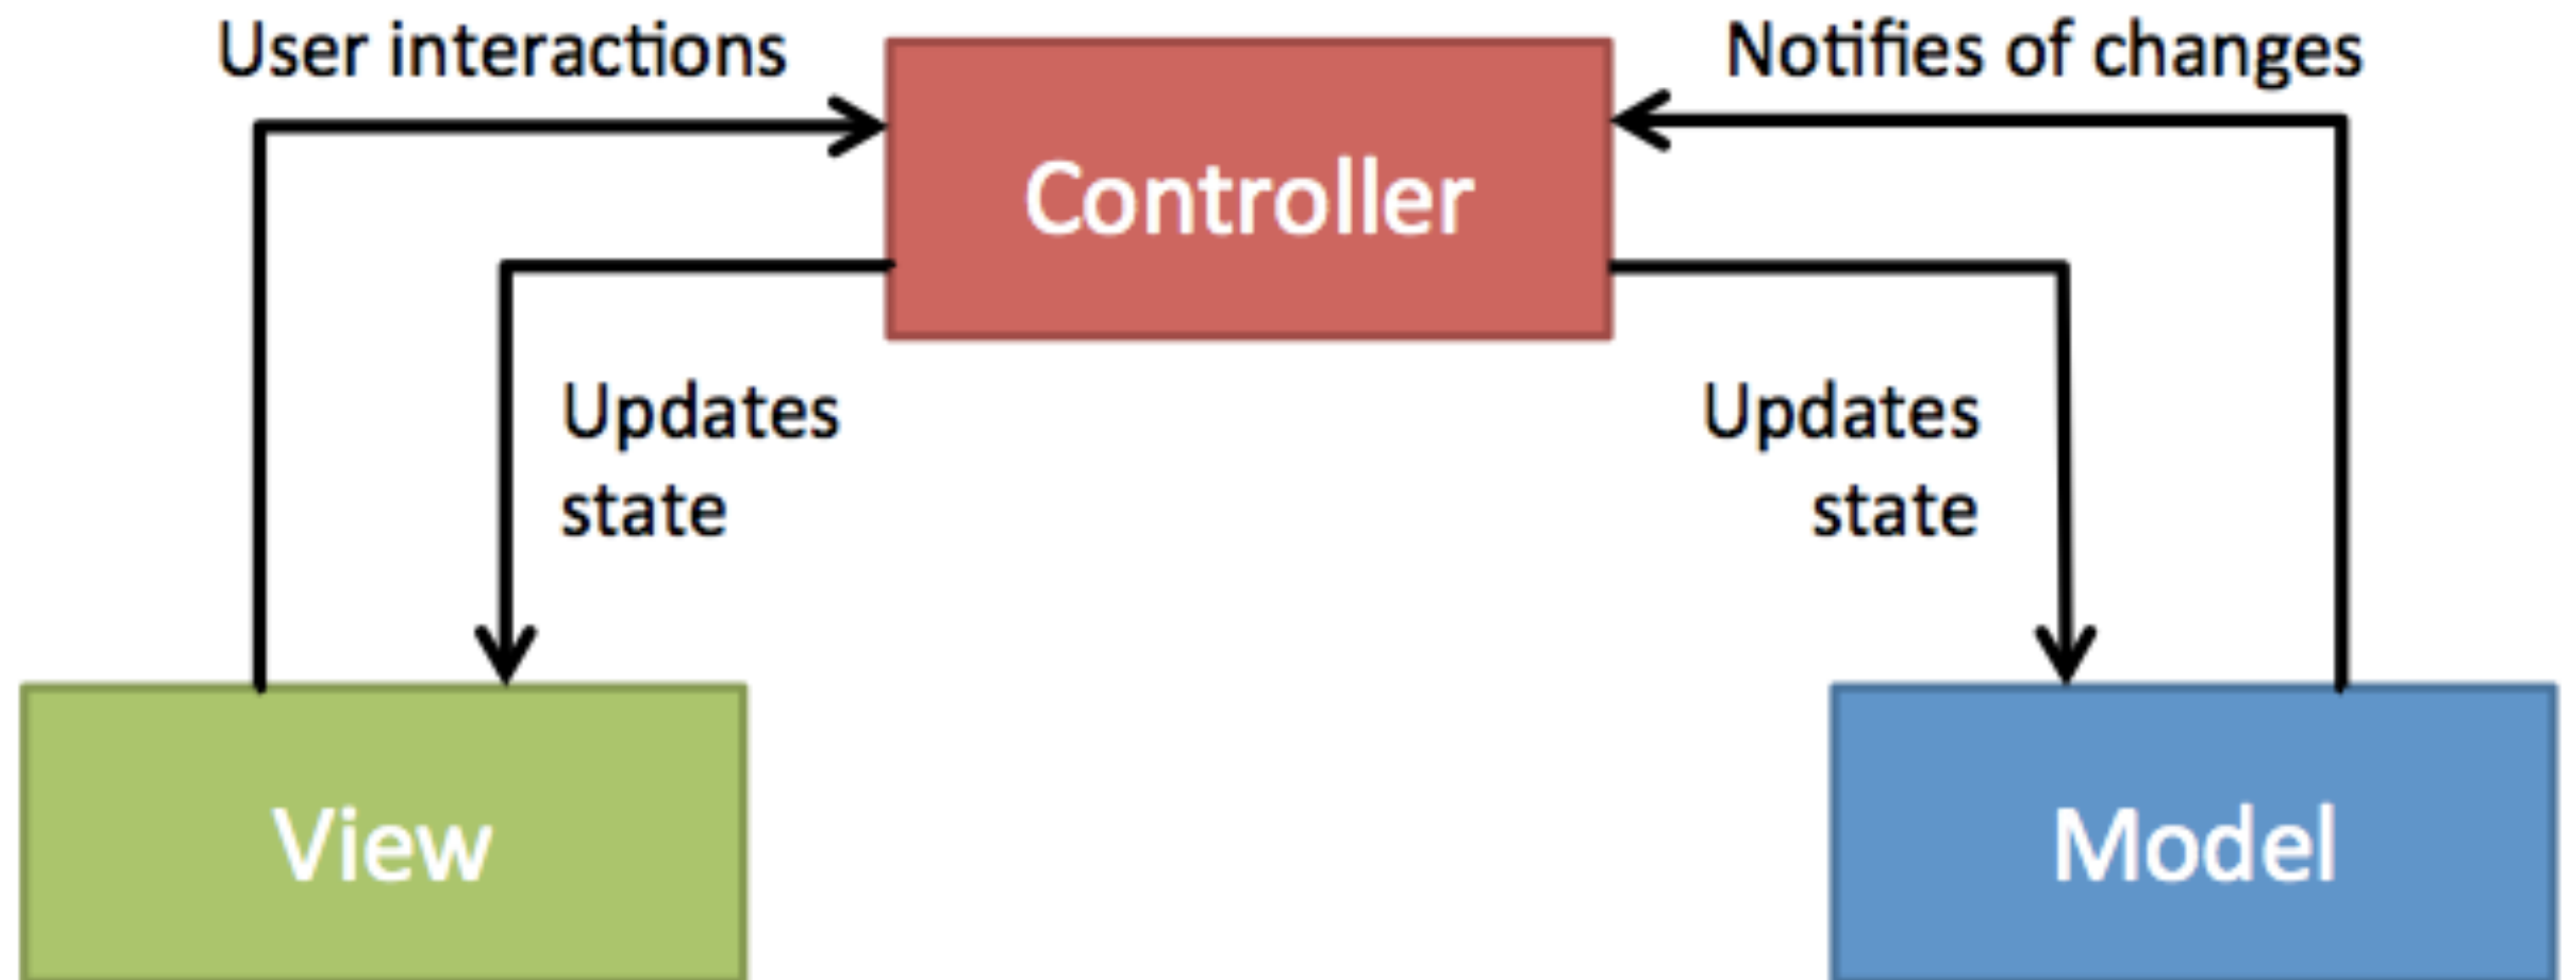 User interactions
Notifies of changes
Controller
Updates
state
Updates
state
View
Model